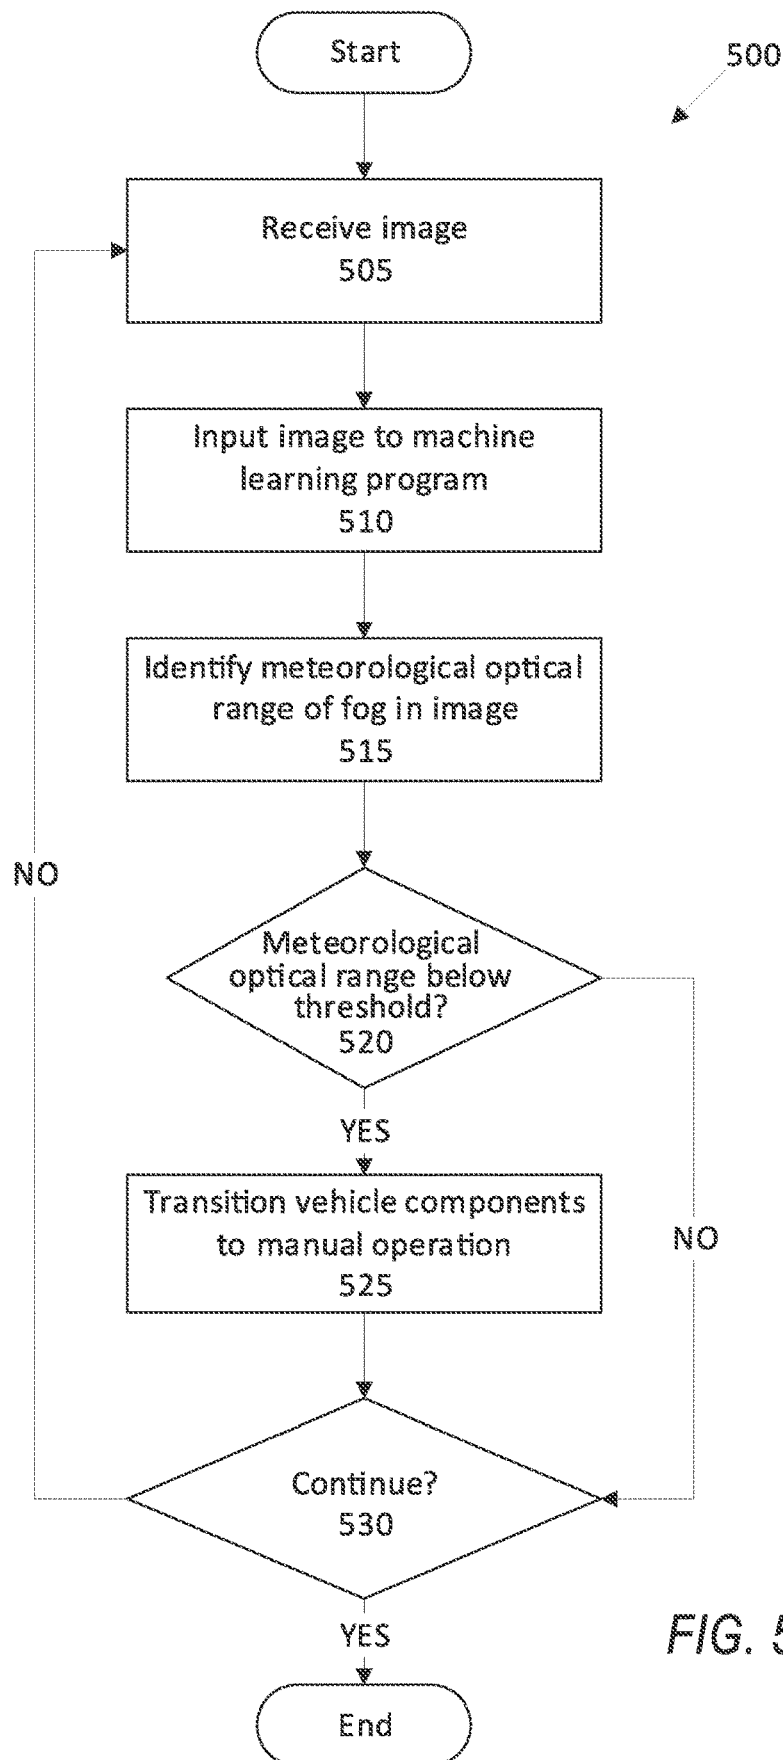 Start
500
Receive image
505
Input image to machine
learning program
510
Identify meteorological optical
range of fog in image
515
NO
Meteorological
optical range below
threshold?
520
YES
Transition vehicle components
to manual operation
525
NO
Continue?
530
YES
FIG. 5
End